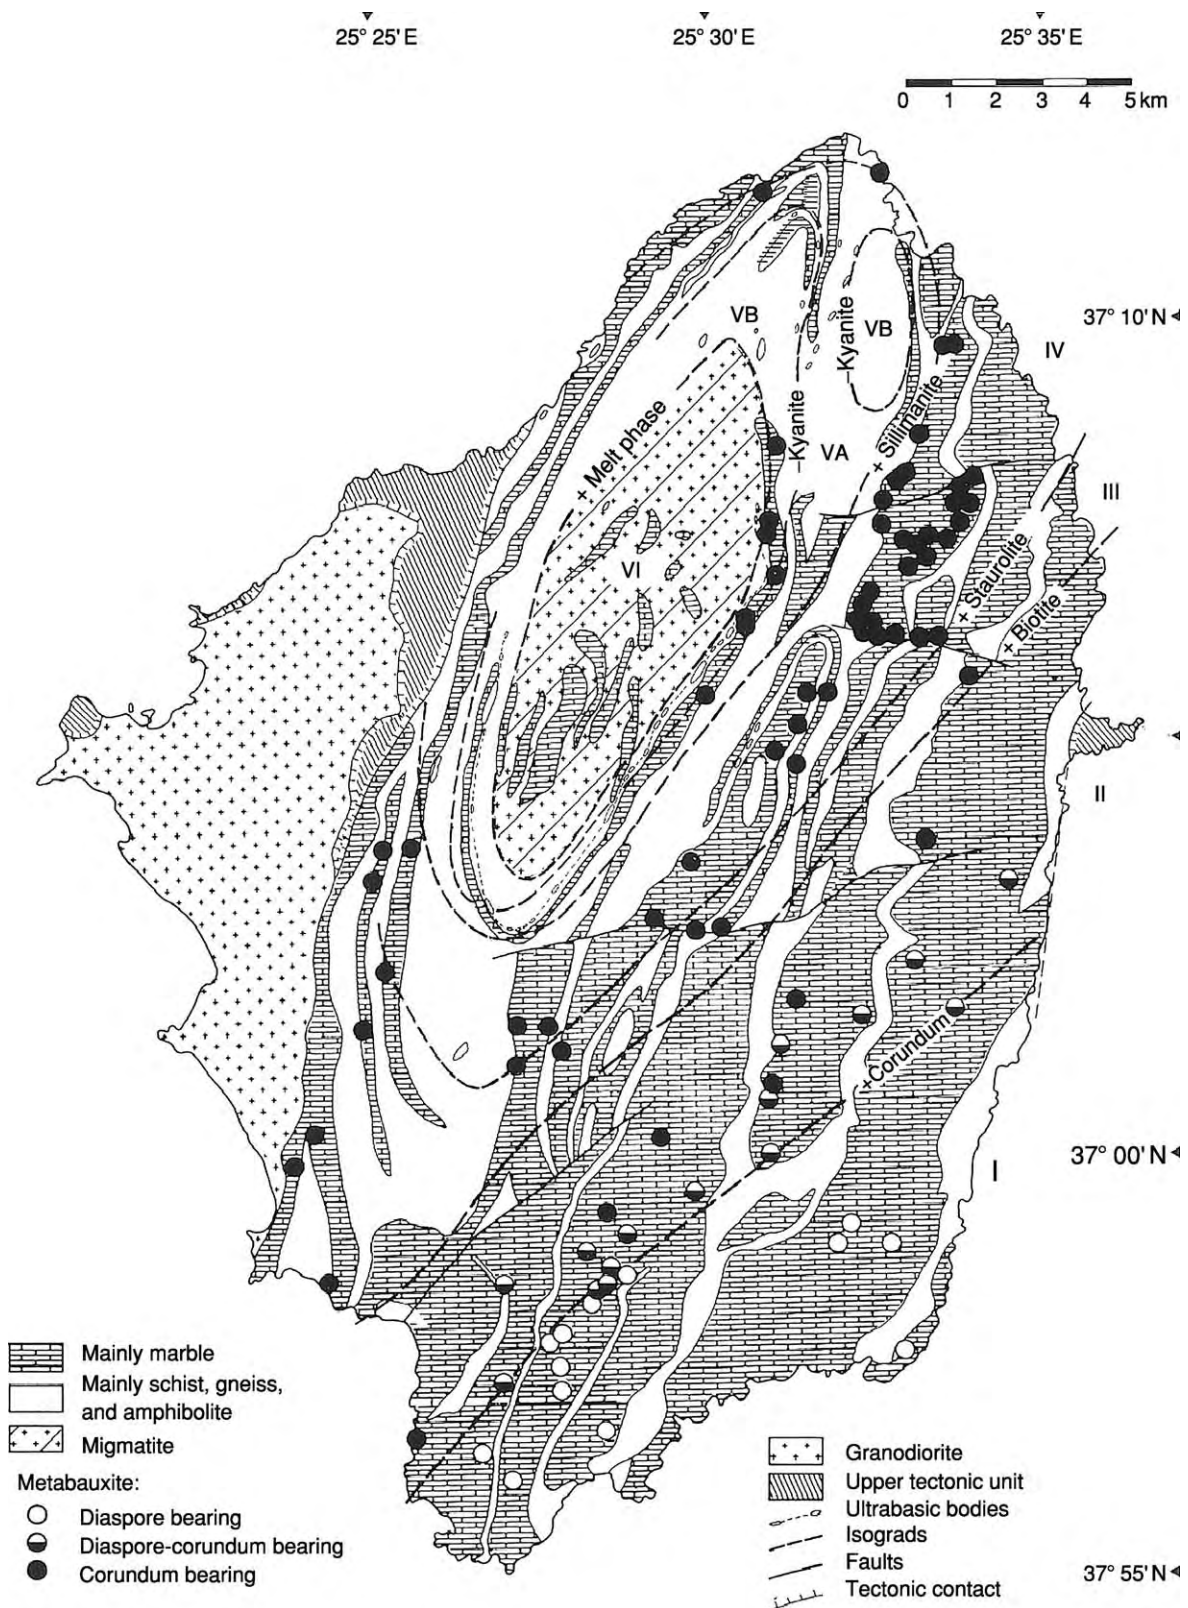 25° 25' E
25° 30' E
25° 35' E
0 1 2 3 4 5 km
37° 10' N
VB
–Kyanite
VB
IV
+ Melt phase
–Kyanite
VA
+ Sillimanite
III
VI
+ Staurolite
+ Biotite
II
+Corundum
37° 00' N
I
Mainly marble
Mainly schist, gneiss,
and amphibolite
Migmatite
Metabauxite:
Diaspore bearing
Diaspore-corundum bearing
Corundum bearing
Granodiorite
Upper tectonic unit
Ultrabasic bodies
Isograds
Faults
Tectonic contact
37° 55' N